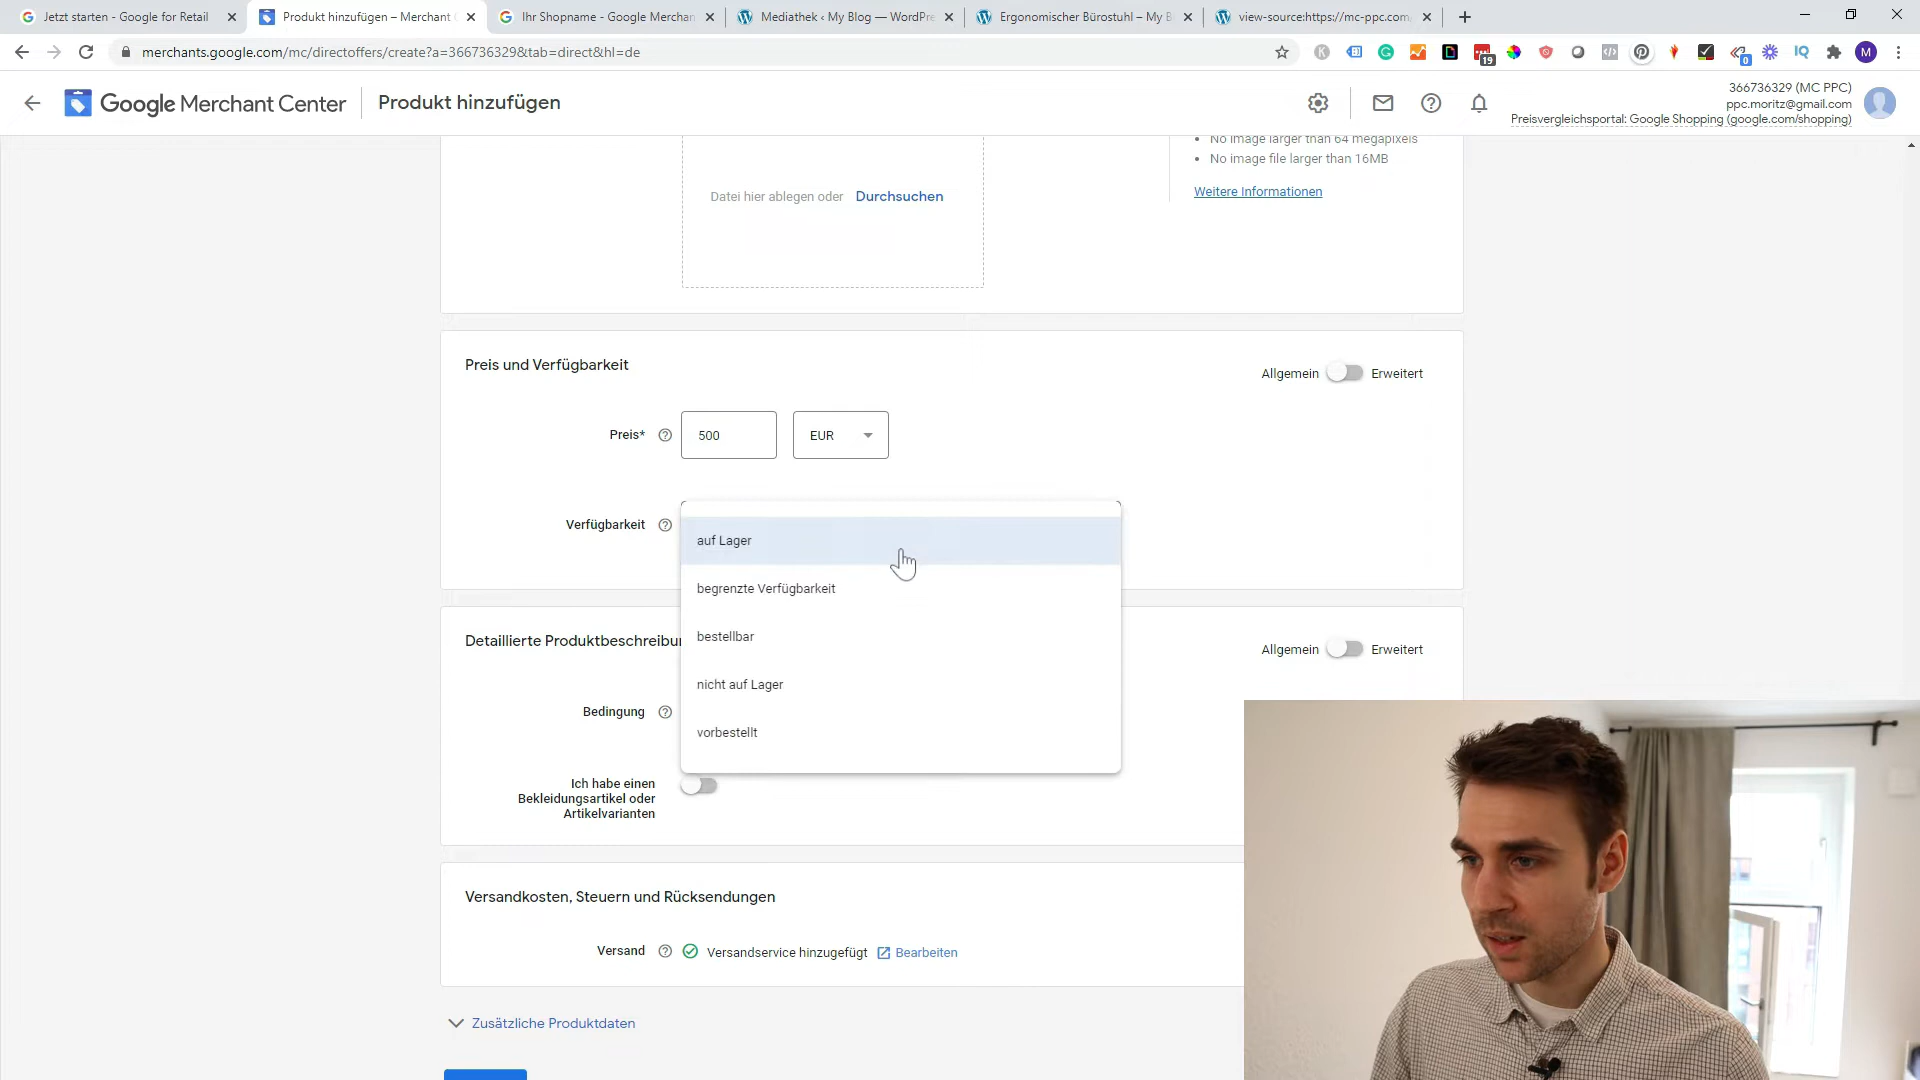 Jetzt starten - Google for Retail
Produkt hinzufügen – Merchant C
Ihr Shopname - Google Merchan
Mediathek ‹ My Blog — WordPre
Ergonomischer Bürostuhl – My B
view-source:https://mc-ppc.com
merchants.google.com/mc/directoffers/create?a=366736329&tab=direct&hl=de
19
0
IQ
M
Google Merchant Center
Produkt hinzufügen
366736329 (MC PPC)
ppc.moritz@gmail.com
Preisvergleichsportal: Google Shopping (google.com/shopping)
No image larger than 64 megapixels
No image file larger than 16MB
Weitere Informationen
Datei hier ablegen oder Durchsuchen
Preis und Verfügbarkeit
Allgemein Erweitert
Preis* 500 EUR
Verfügbarkeit
auf Lager
begrenzte Verfügbarkeit
bestellbar
nicht auf Lager
vorbestellt
Detaillierte Produktbeschreibu
Allgemein Erweitert
Bedingung
Ich habe einen
Bekleidungsartikel oder
Artikelvarianten
Versandkosten, Steuern und Rücksendungen
Versand Versandservice hinzugefügt Bearbeiten
Zusätzliche Produktdaten